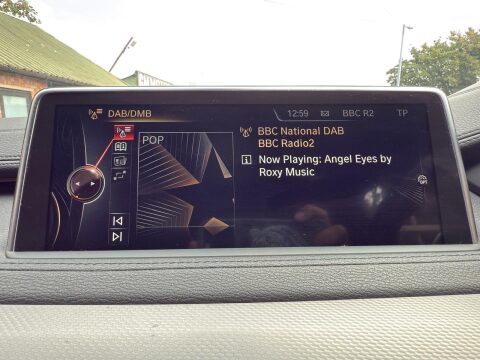 DAB/DMB
12:59
BBC R2
TP
POP
BBC National DAB
BBC Radio2
Now Playing: Angel Eyes by
Roxy Music